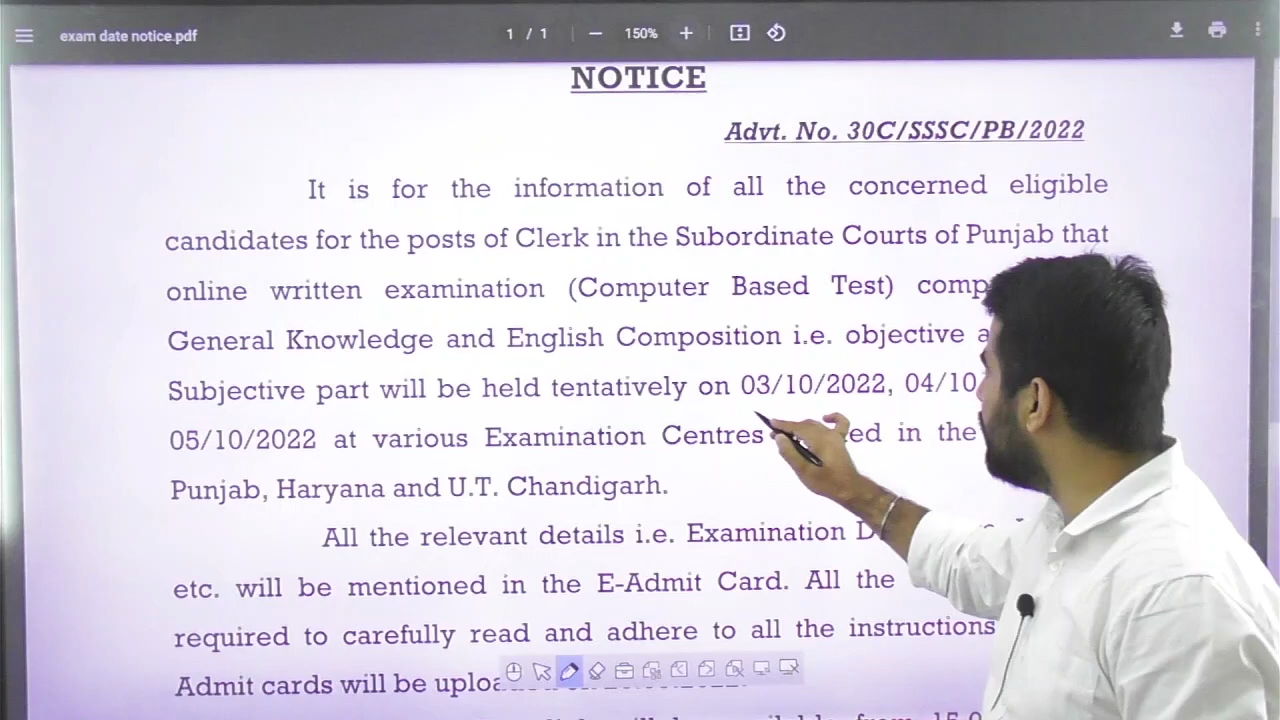 exam date notice.pdf
1 / 1
150%
NOTICE
Advt. No. 30C/SSSC/PB/2022
It is for the information of all the concerned eligible
candidates for the posts of Clerk in the Subordinate Courts of Punjab that
online written examination (Computer Based Test)
General Knowledge and English Composition i.e. objective
Subjective part will be held tentatively on 03/10/2022, 04/10
05/10/2022 at various Examination Centres in the
Punjab, Haryana and U.T. Chandigarh.
All the relevant details i.e. Examination
etc. will be mentioned in the E-Admit Card. All the
required to carefully read and adhere to all the instructions
Admit cards will be